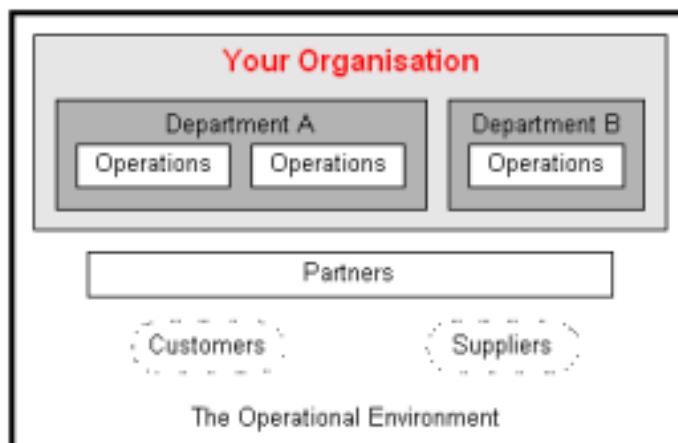 Your Organisation
Department A
Department B
Operations
Operations
Operations
Partners
Customers
Suppliers
The Operational Environment